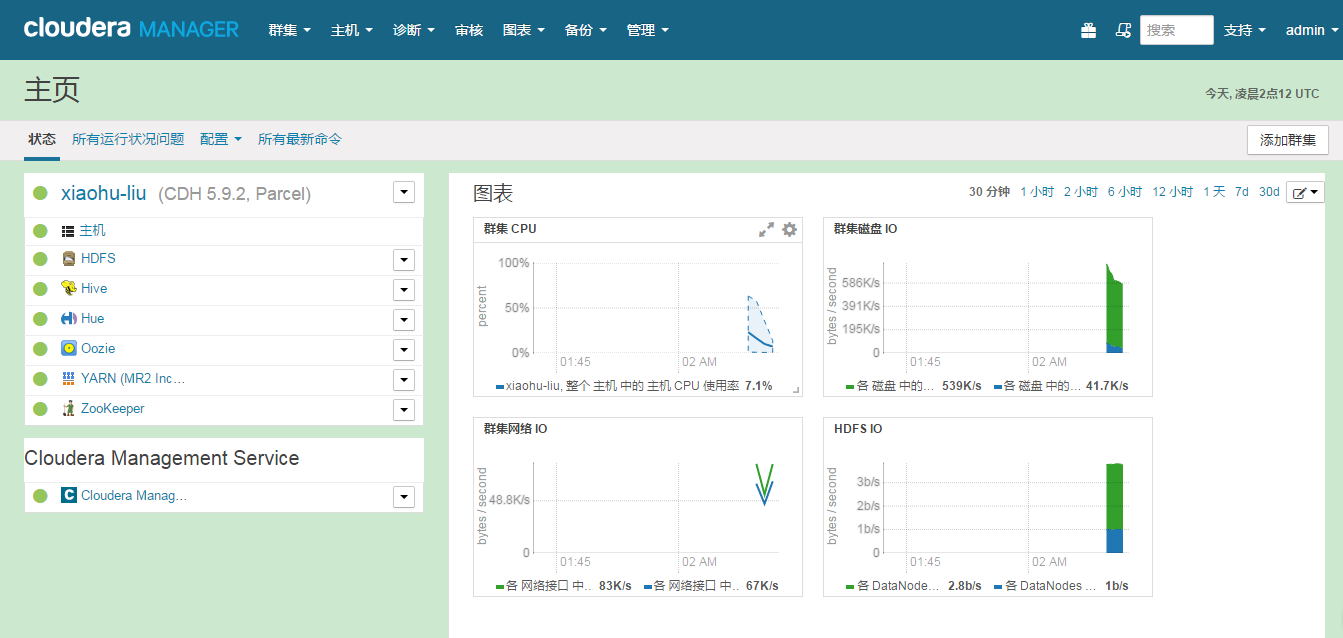 cloudera MANAGER 群集 主机 诊断 审核 图表 备份 管理 搜索 支持 admin
主页
今天, 凌晨2点12 UTC
状态 所有运行状况问题 配置 所有最新命令 添加群集
xiaohu-liu (CDH 5.9.2, Parcel)
主机
HDFS
Hive
Hue
Oozie
YARN (MR2 Inc...
ZooKeeper
Cloudera Management Service
C Cloudera Manag...
图表 30 分钟 1 小时 2 小时 6 小时 12 小时 1 天 7d 30d
群集 CPU
percent
100%
50%
0%
01:45 02 AM
xiaohu-liu, 整个 主机 中的 主机 CPU 使用率 7.1%
群集磁盘 IO
bytes / second
586K/s
391K/s
195K/s
0
01:45 02 AM
各 磁盘 中的... 539K/s 各 磁盘 中的... 41.7K/s
群集网络 IO
bytes / second
48.8K/s
0
01:45 02 AM
各 网络接口 中... 83K/s 各 网络接口 中... 67K/s
HDFS IO
bytes / second
3b/s
2b/s
1b/s
0
01:45 02 AM
各 DataNode... 2.8b/s 各 DataNodes ... 1b/s